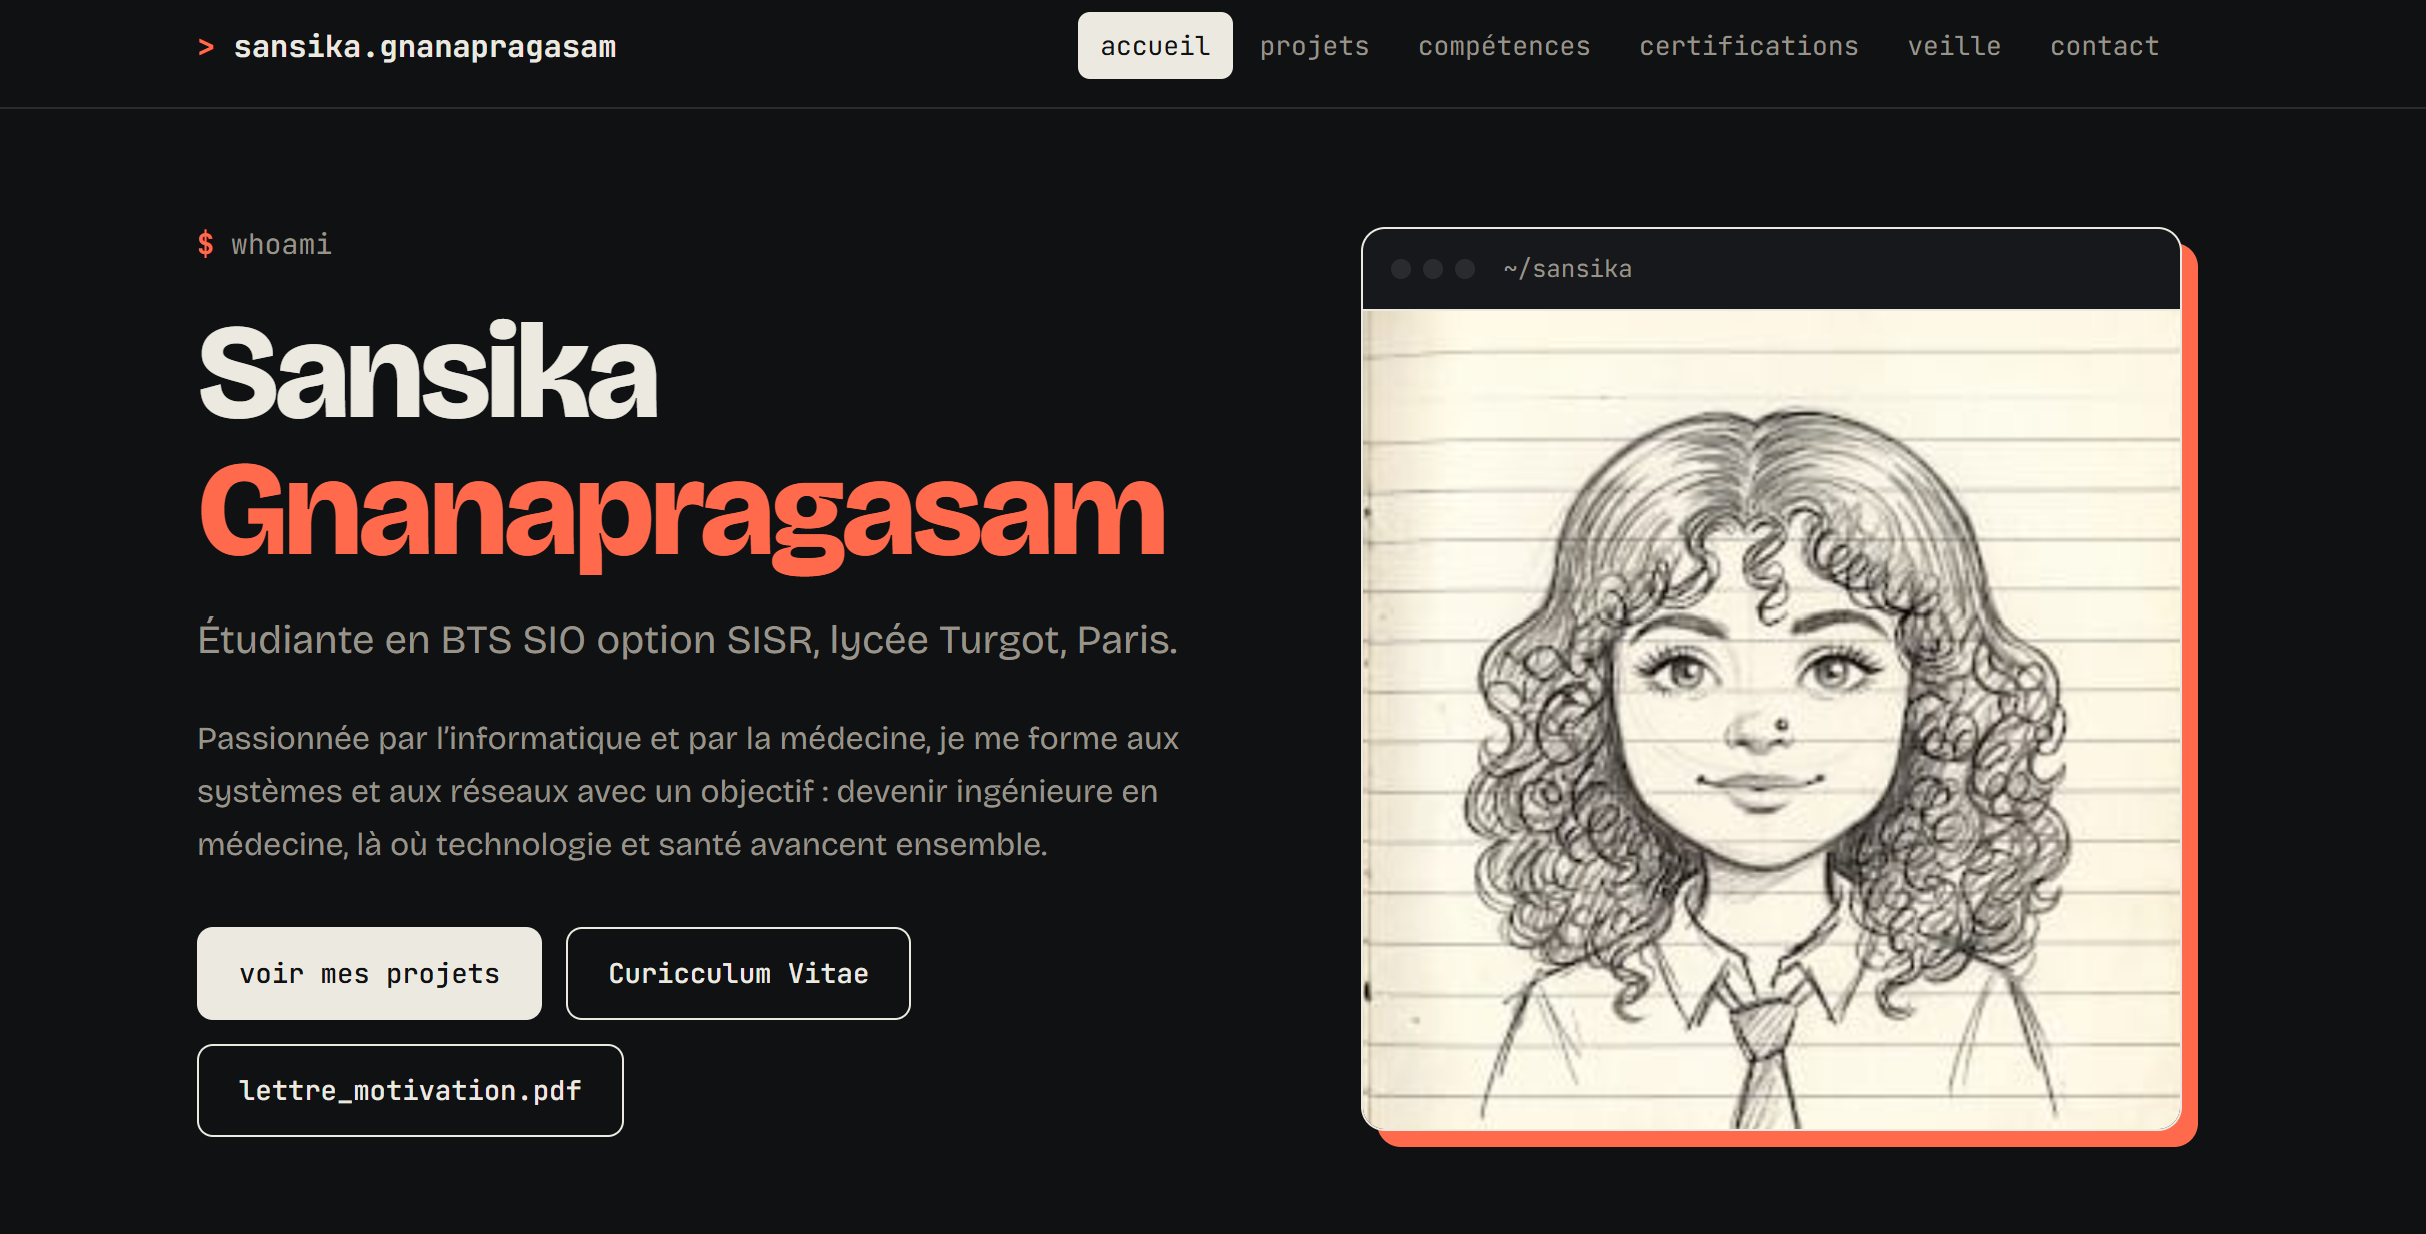 > sansika.gnanapragasam
accueil projets compétences certifications veille contact
$ whoami
Sansika
Gnanapragasam
Étudiante en BTS SIO option SISR, lycée Turgot, Paris.
Passionnée par l’informatique et par la médecine, je me forme aux
systèmes et aux réseaux avec un objectif : devenir ingénieure en
médecine, là où technologie et santé avancent ensemble.
voir mes projets
Curicculum Vitae
lettre_motivation.pdf
~/sansika